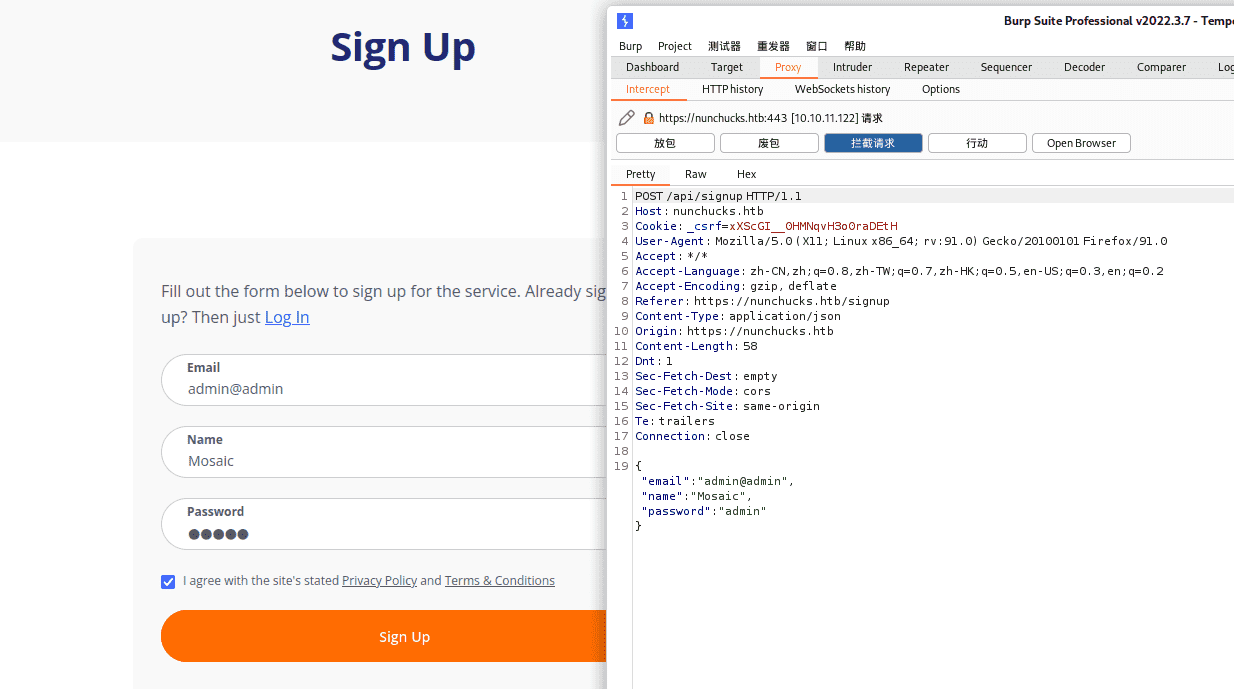 Sign Up
Fill out the form below to sign up for the service. Already sig
up? Then just Log In
Email
admin@admin
Name
Mosaic
Password
I agree with the site's stated Privacy Policy and Terms & Conditions
Sign Up
Burp Suite Professional v2022.3.7 - Tempo
Burp Project 测试器 重发器 窗口 帮助
Dashboard Target Proxy Intruder Repeater Sequencer Decoder Comparer Log
Intercept HTTP history WebSockets history Options
https://nunchucks.htb:443 [10.10.11.122] 请求
放包 废包 拦截请求 行动 Open Browser
Pretty Raw Hex
1 POST /api/signup HTTP/1.1
2 Host: nunchucks.htb
3 Cookie: _csrf=xXScGI__0HMNqvH3o0raDEtH
4 User-Agent: Mozilla/5.0 (X11; Linux x86_64; rv:91.0) Gecko/20100101 Firefox/91.0
5 Accept: */*
6 Accept-Language: zh-CN,zh;q=0.8,zh-TW;q=0.7,zh-HK;q=0.5,en-US;q=0.3,en;q=0.2
7 Accept-Encoding: gzip, deflate
8 Referer: https://nunchucks.htb/signup
9 Content-Type: application/json
10 Origin: https://nunchucks.htb
11 Content-Length: 58
12 Dnt: 1
13 Sec-Fetch-Dest: empty
14 Sec-Fetch-Mode: cors
15 Sec-Fetch-Site: same-origin
16 Te: trailers
17 Connection: close
18
19 {
"email":"admin@admin",
"name":"Mosaic",
"password":"admin"
}